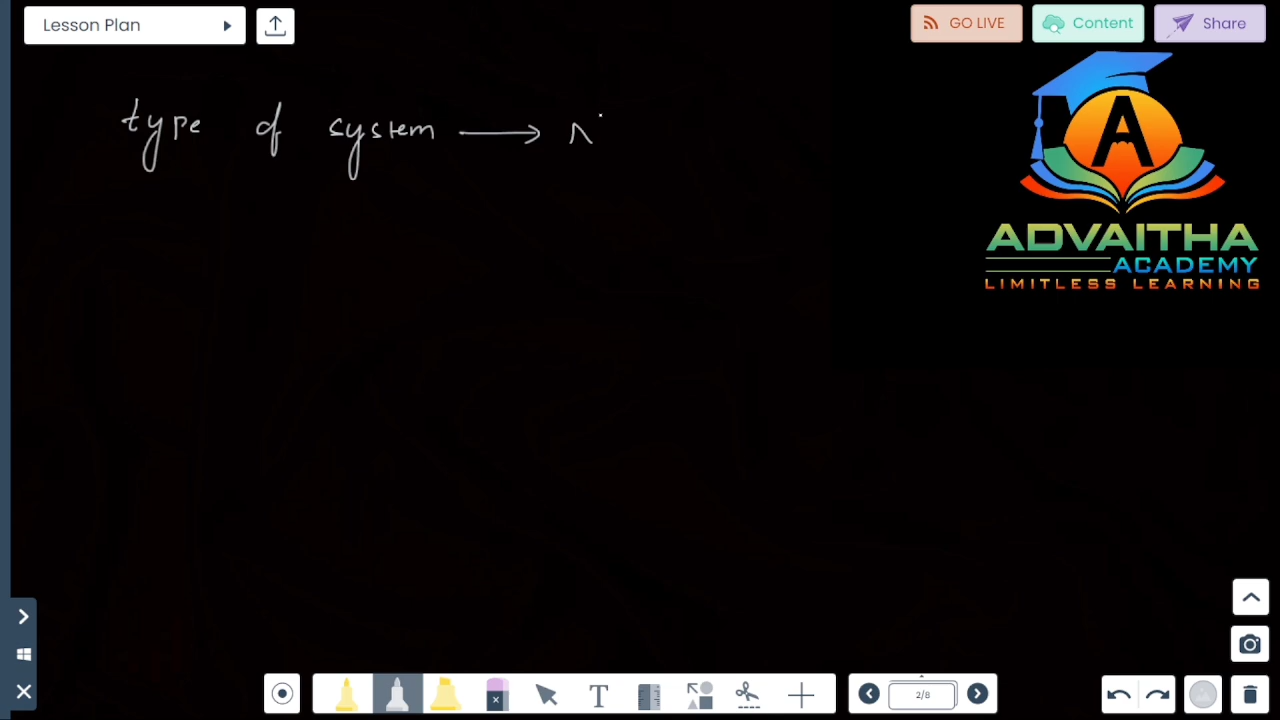 Lesson Plan
GO LIVE
Content
Share
type of system →
A
ADVAITHA
ACADEMY
LIMITLESS LEARNING
2/8